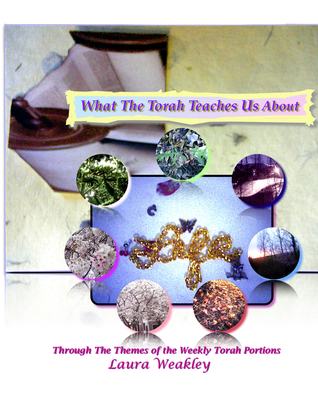 What The Torah Teaches Us About
Life
Through The Themes of the Weekly Torah Portions
Laura Weakley